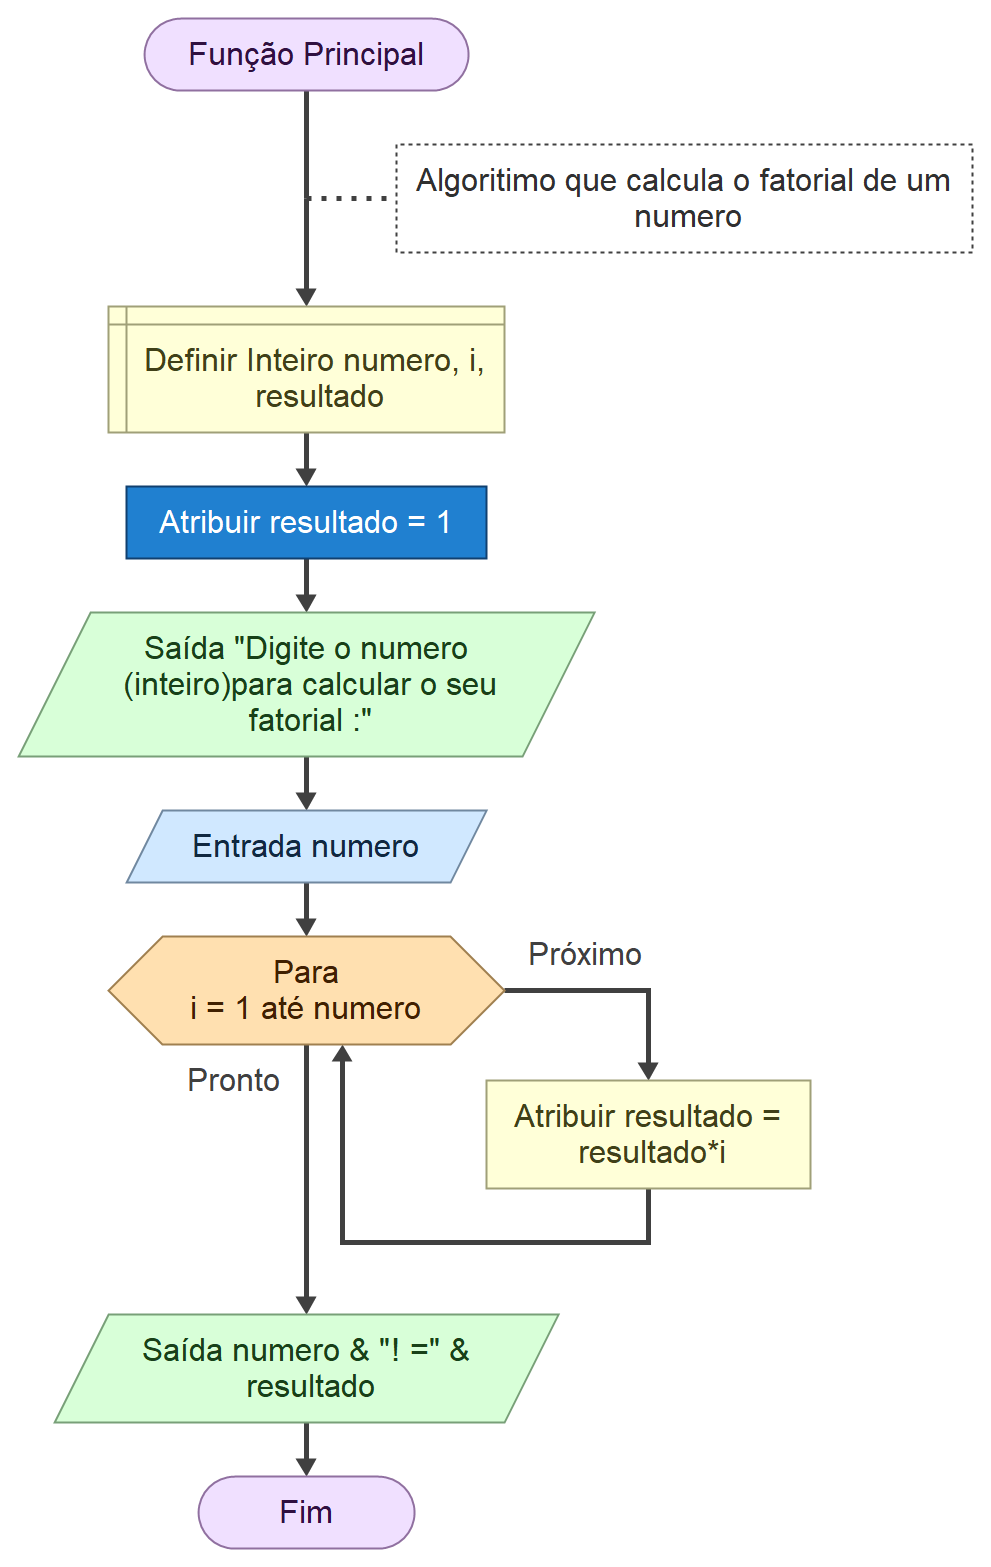 Função Principal
Algoritimo que calcula o fatorial de um
numero
Definir Inteiro numero, i,
resultado
Atribuir resultado = 1
Saída "Digite o numero
(inteiro)para calcular o seu
fatorial :"
Entrada numero
Para
i = 1 até numero
Próximo
Pronto
Atribuir resultado =
resultado*i
Saída numero & "! =" &
resultado
Fim